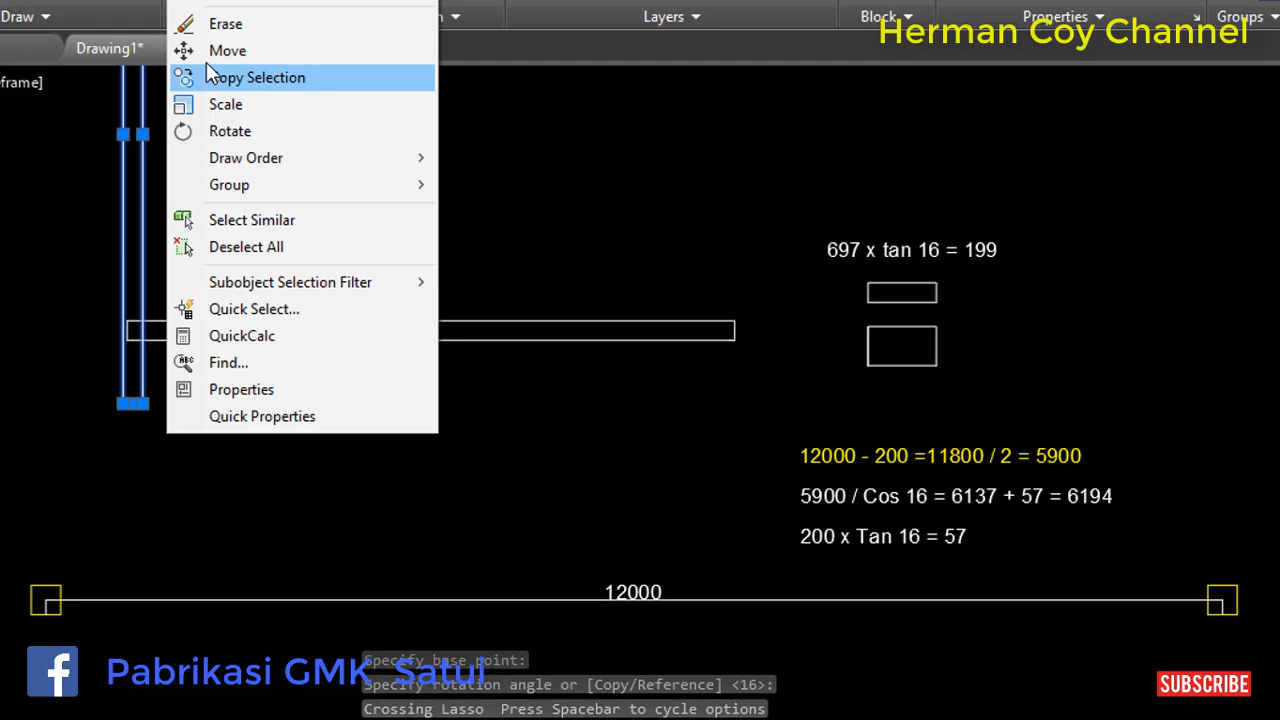 Draw
Layers
Block
Properties
Groups
Herman Coy Channel
Drawing1*
eframe]
Erase
Move
opy Selection
Scale
Rotate
Draw Order
Group
Select Similar
Deselect All
Subobject Selection Filter
Quick Select...
QuickCalc
Find...
Properties
Quick Properties
697 x tan 16 = 199
12000 - 200 =11800 / 2 = 5900
5900 / Cos 16 = 6137 + 57 = 6194
200 x Tan 16 = 57
12000
Pabrikasi GMK Satui
Specify base point:
Specify rotation angle or [Copy/Reference] <16>:
Crossing Lasso Press Spacebar to cycle options
SUBSCRIBE